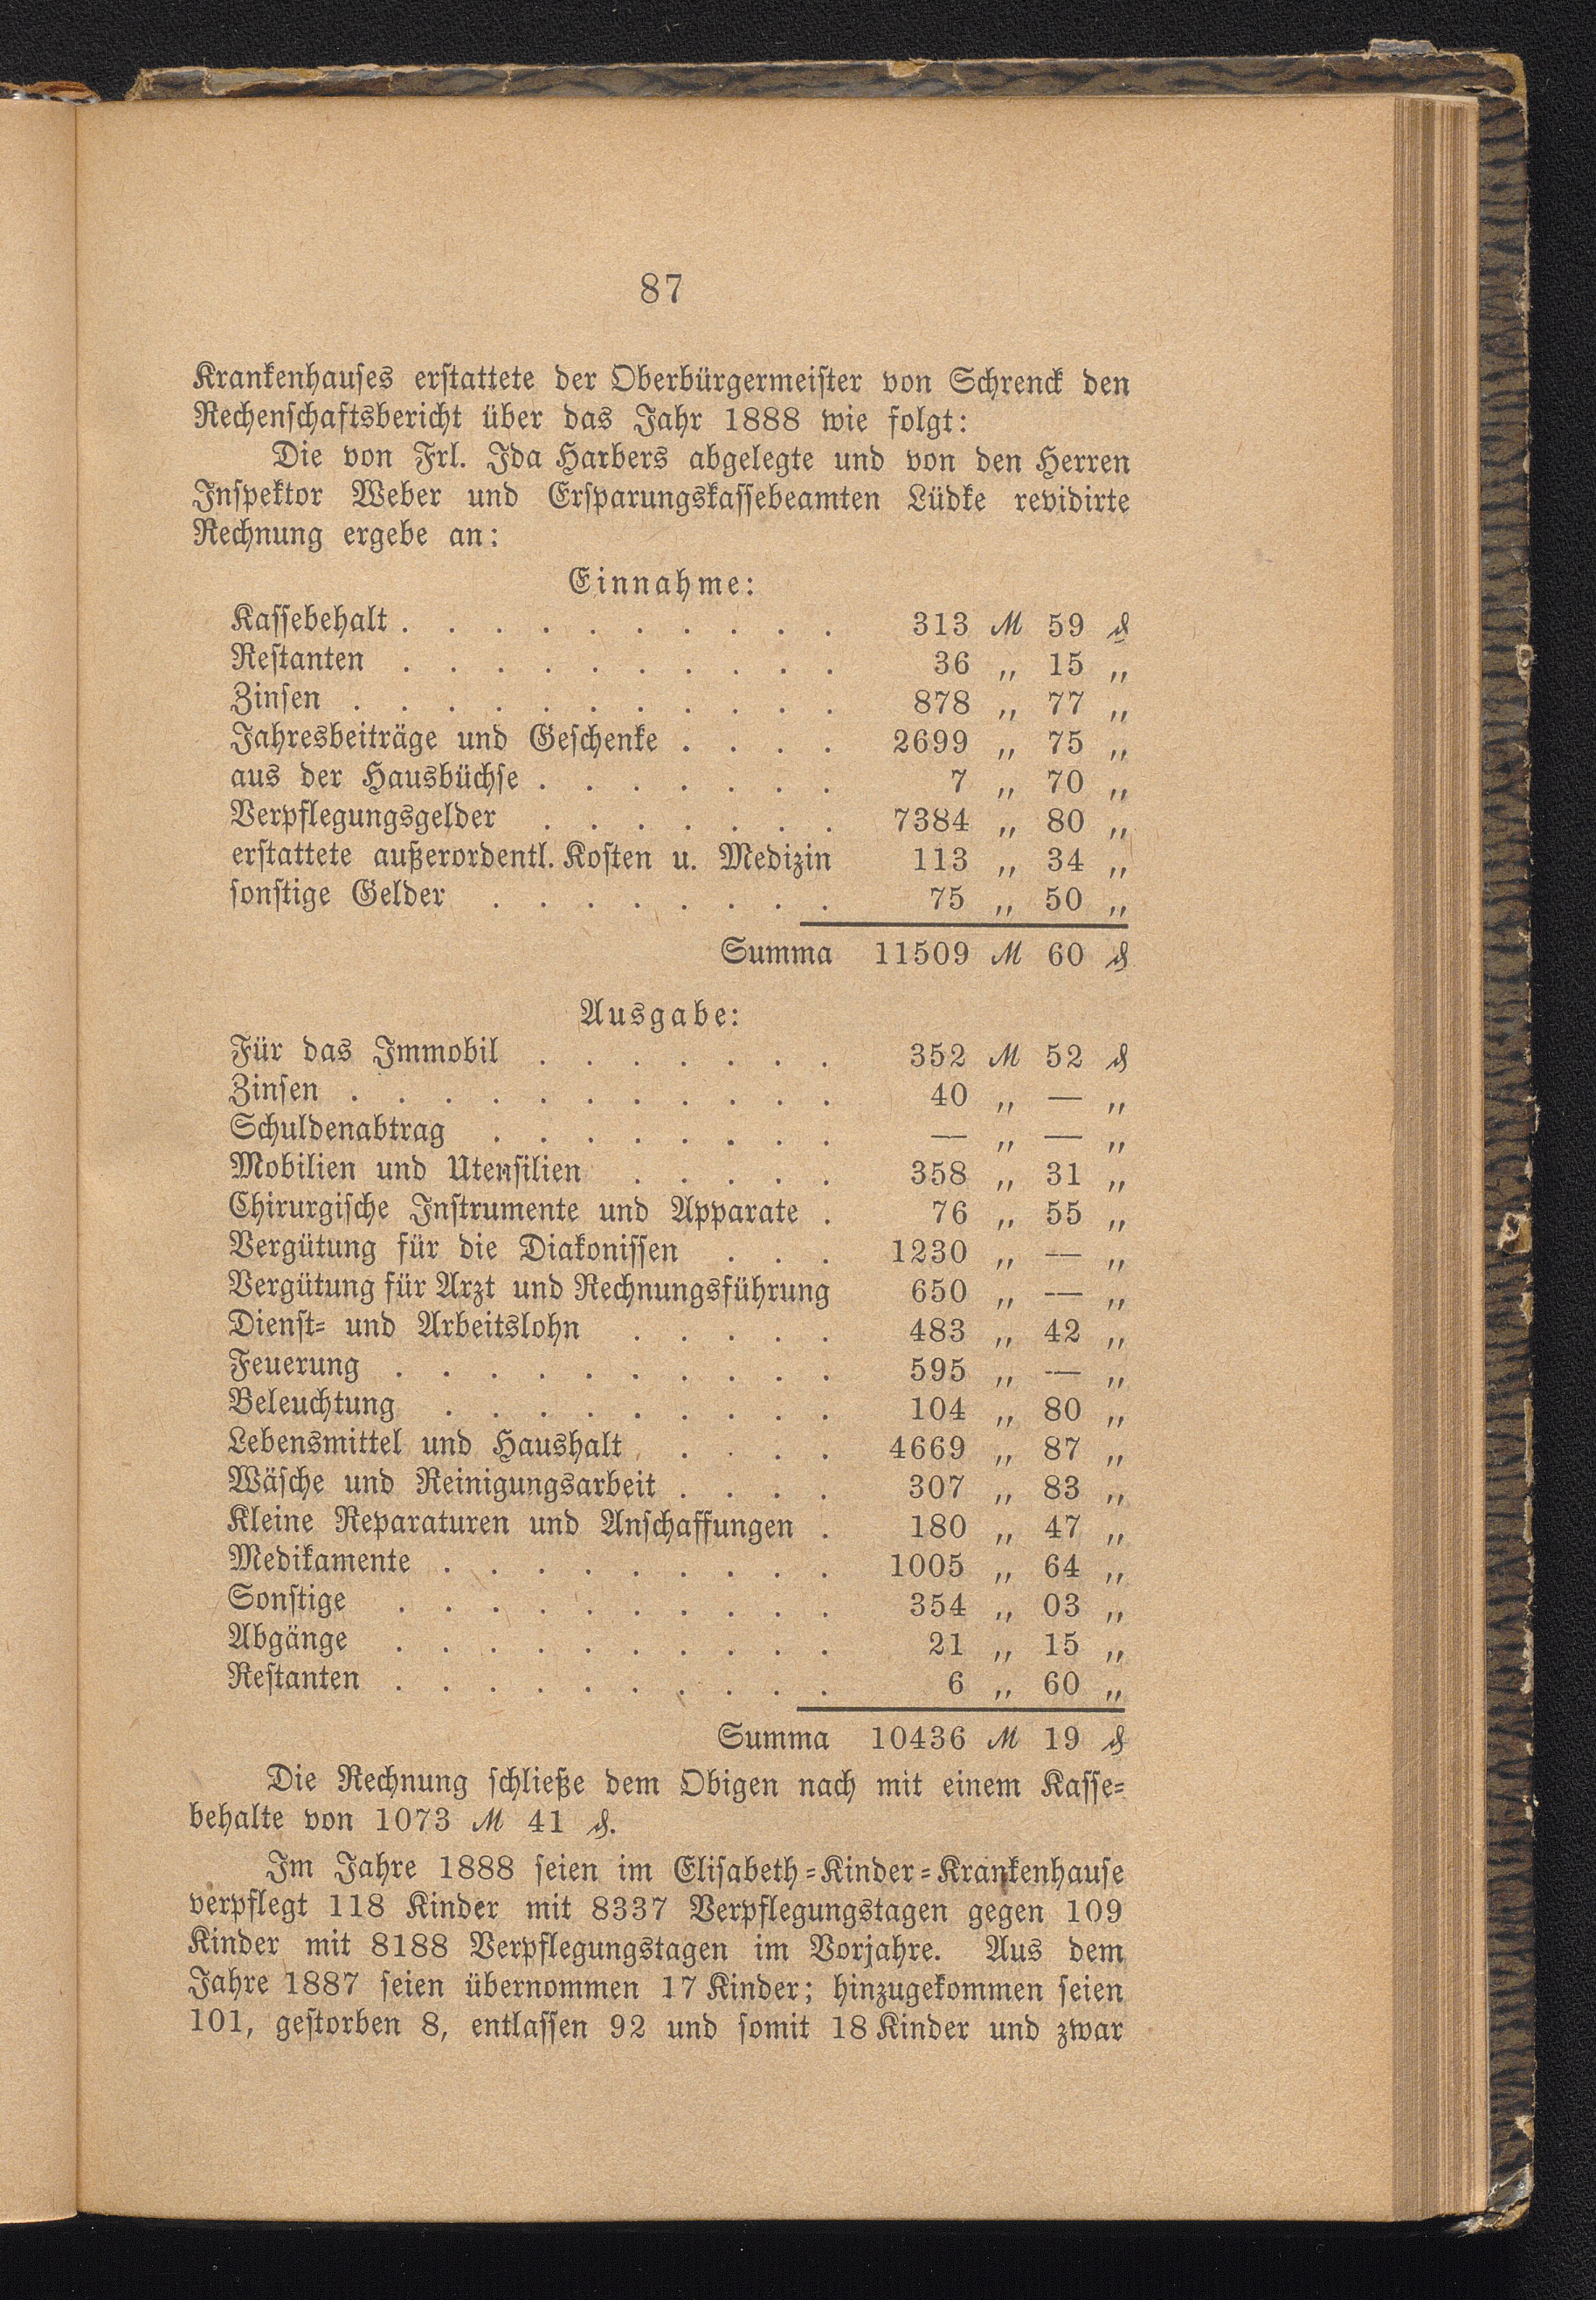 87
Krankenhauses erstattete der Oberbürgermeister von Schrenck den
Rechenschaftsbericht über das Jahr 1888 wie folgt:
Die von Frl. Ida Harbers abgelegte und von den Herren
Inspektor Weber und Ersparungskassebeamten Lüdke revidirte
Rechnung ergebe an:
Einnahme:
Kassebehalt . . . . . . . . . . 313 ℳ 59 ₰
Restanten . . . . . . . . . . 36 „ 15 „
Zinsen . . . . . . . . . . . 878 „ 77 „
Jahresbeiträge und Geschenke . . . . 2699 „ 75 „
aus der Hausbüchse . . . . . . . 7 „ 70 „
Verpflegungsgelder . . . . . . . 7384 „ 80 „
erstattete außerordentl. Kosten u. Medizin 113 „ 34 „
sonstige Gelder . . . . . . . . 75 „ 50 „
Summa 11509 ℳ 60 ₰
Ausgabe:
Für das Immobil . . . . . . . 352 ℳ 52 ₰
Zinsen . . . . . . . . . . . 40 „ — „
Schuldenabtrag . . . . . . . . — „ — „
Mobilien und Utensilien . . . . . 358 „ 31 „
Chirurgische Instrumente und Apparate . 76 „ 55 „
Vergütung für die Diakonissen . . . 1230 „ — „
Vergütung für Arzt und Rechnungsführung 650 „ — „
Dienst- und Arbeitslohn . . . . . 483 „ 42 „
Feuerung . . . . . . . . . . 595 „ — „
Beleuchtung . . . . . . . . . 104 „ 80 „
Lebensmittel und Haushalt . . . . 4669 „ 87 „
Wäsche und Reinigungsarbeit . . . . 307 „ 83 „
Kleine Reparaturen und Anschaffungen . 180 „ 47 „
Medikamente . . . . . . . . . 1005 „ 64 „
Sonstige . . . . . . . . . . 354 „ 03 „
Abgänge . . . . . . . . . . 21 „ 15 „
Restanten . . . . . . . . . . 6 „ 60 „
Summa 10436 ℳ 19 ₰
Die Rechnung schließe dem Obigen nach mit einem Kasse-
behalte von 1073 ℳ 41 ₰.
Im Jahre 1888 seien im Elisabeth-Kinder-Krankenhause
verpflegt 118 Kinder mit 8337 Verpflegungstagen gegen 109
Kinder mit 8188 Verpflegungstagen im Vorjahre. Aus dem
Jahre 1887 seien übernommen 17 Kinder; hinzugekommen seien
101, gestorben 8, entlassen 92 und somit 18 Kinder und zwar